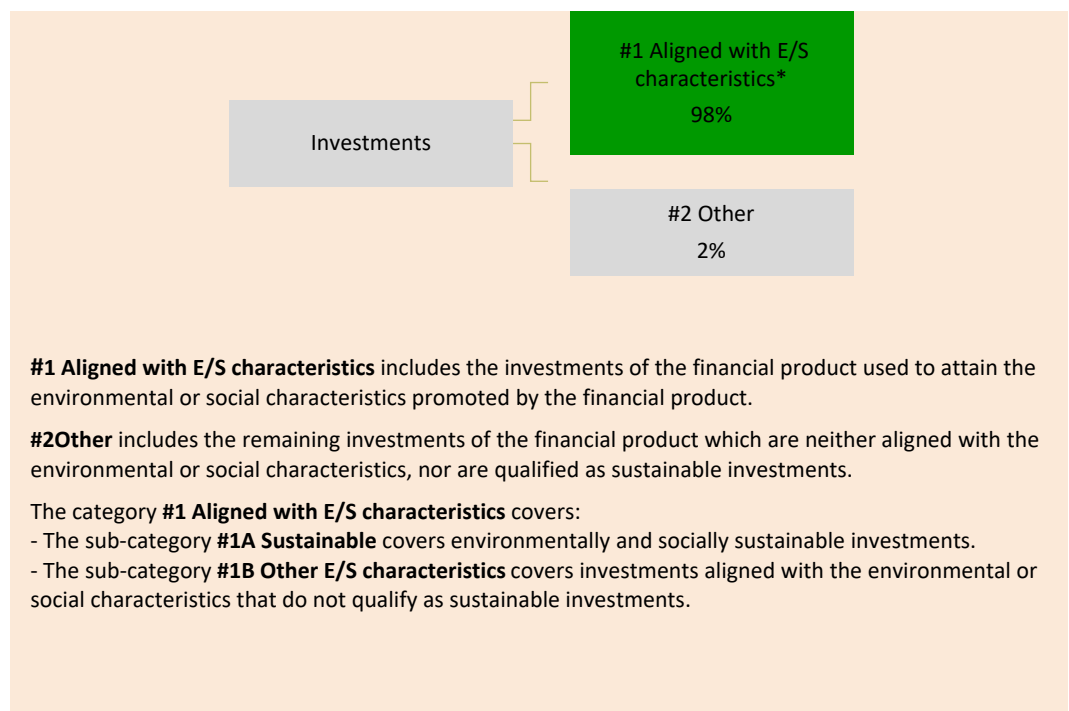 #1 Aligned with E/S
characteristics*
98%
Investments
#2 Other
2%
#1 Aligned with E/S characteristics includes the investments of the financial product used to attain the
environmental or social characteristics promoted by the financial product.
#2Other includes the remaining investments of the financial product which are neither aligned with the
environmental or social characteristics, nor are qualified as sustainable investments.
The category #1 Aligned with E/S characteristics covers:
- The sub-category #1A Sustainable covers environmentally and socially sustainable investments.
- The sub-category #1B Other E/S characteristics covers investments aligned with the environmental or
social characteristics that do not qualify as sustainable investments.